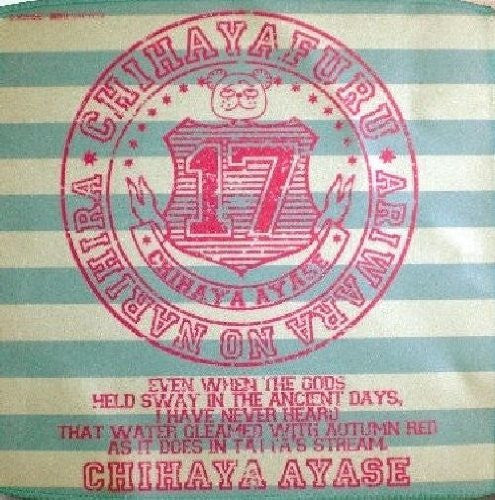 CHIHAYAFURU * ARIWARA NO NARIHIRA *
17
CHIHAYA AYASE
EVEN WHEN THE GODS
HELD SWAY IN THE ANCIENT DAYS,
I HAVE NEVER HEARD
THAT WATER GLEAMED WITH AUTUMN RED
AS IT DOES IN TATTA'S STREAM.
CHIHAYA AYASE